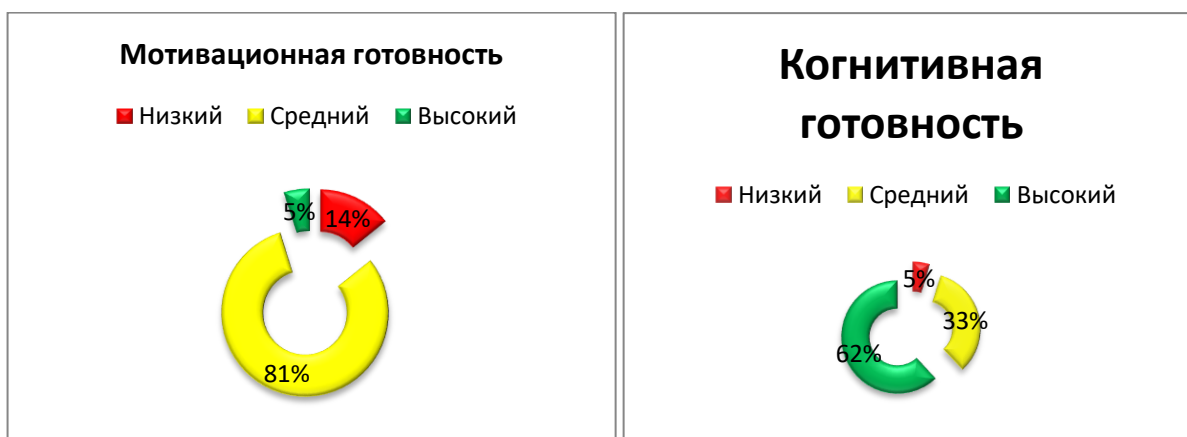 Мотивационная готовность
Низкий Средний Высокий
5% 14%
81%
Когнитивная
готовность
Низкий Средний Высокий
5%
33%
62%